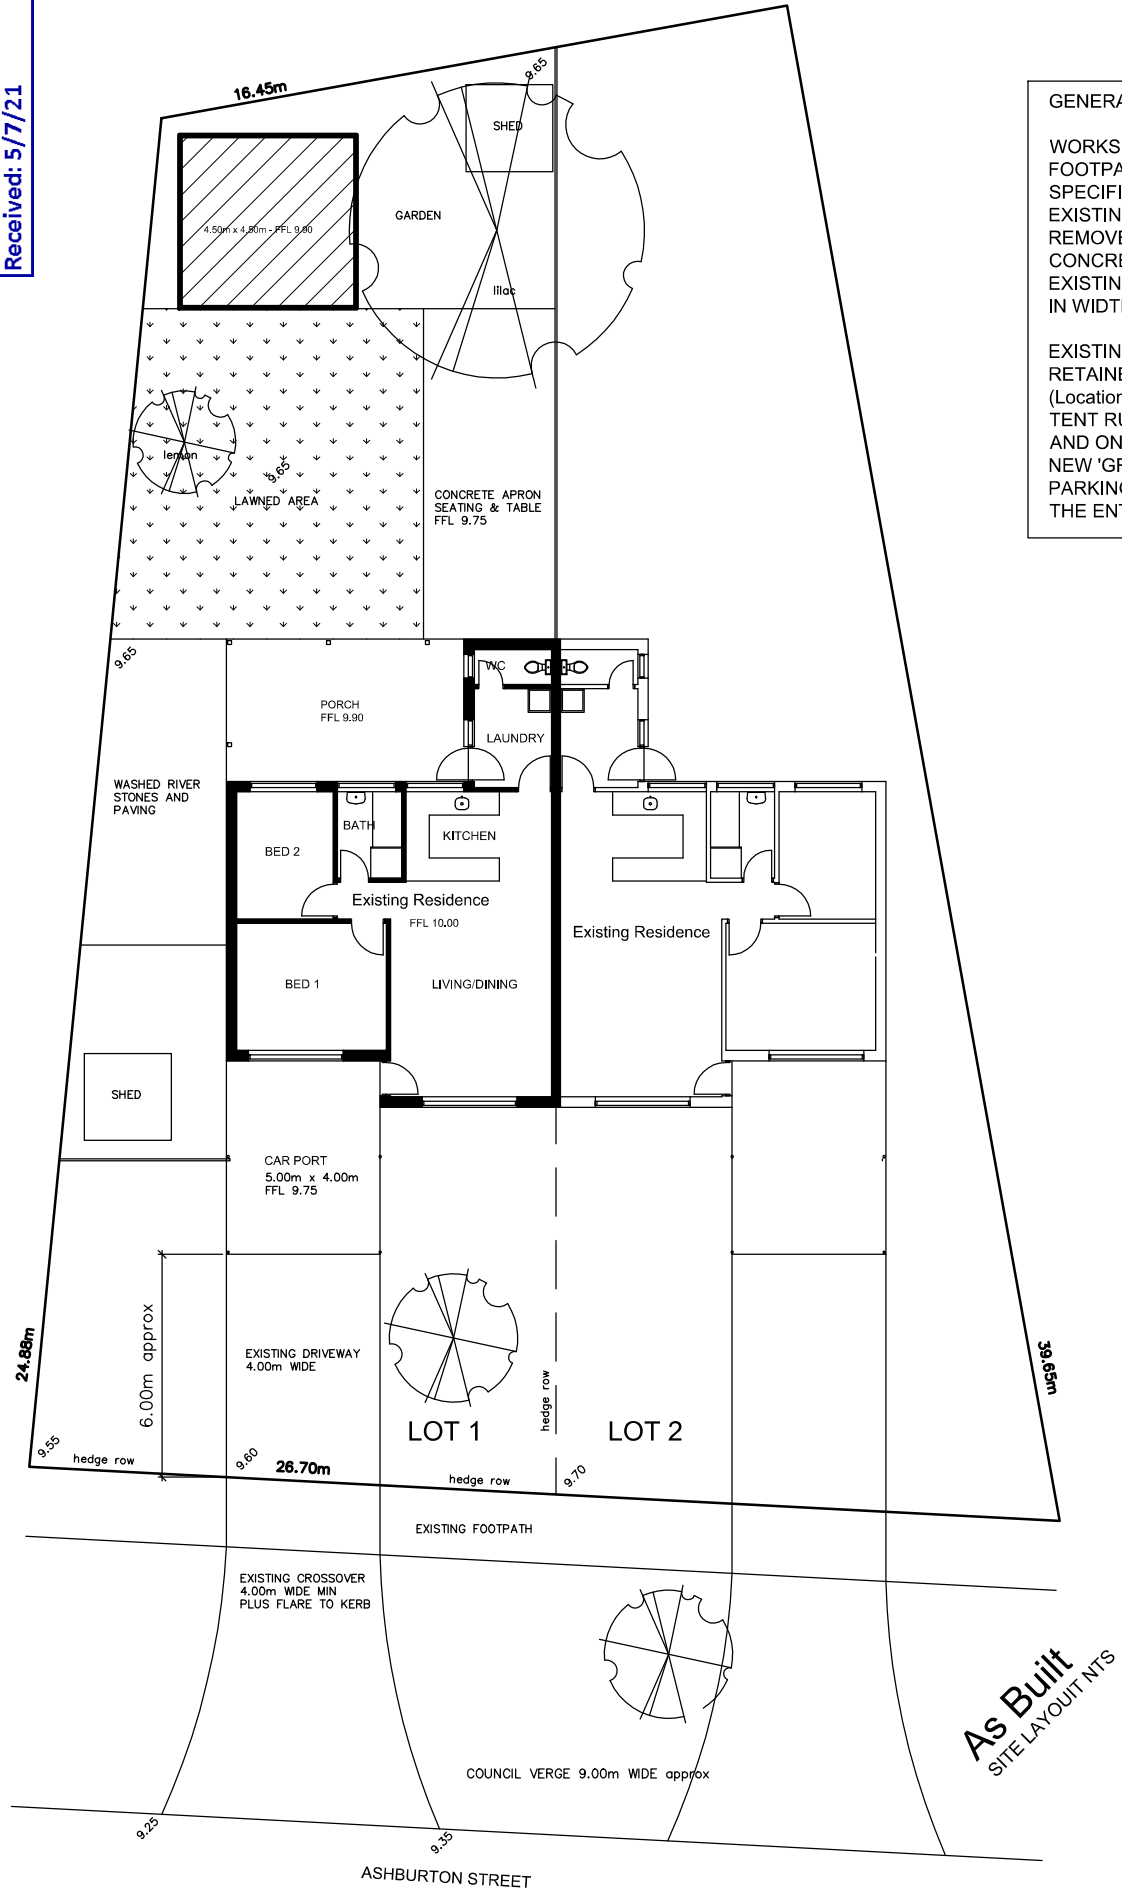 Received: 5/7/21
16.45m
9.65
SHED
GENERA
WORKS
FOOTPA
SPECIFI
EXISTIN
REMOVE
CONCRE
EXISTIN
IN WIDTH
EXISTIN
RETAINE
(Location
TENT RU
AND ON
NEW 'GR
PARKING
THE ENT
GARDEN
4.50m x 4.50m - FFL 9.90
lilac
lemon
9.65
LAWNED AREA
CONCRETE APRON
SEATING & TABLE
FFL 9.75
9.65
WC
PORCH
FFL 9.90
LAUNDRY
WASHED RIVER
STONES AND
PAVING
BATH
KITCHEN
BED 2
Existing Residence
FFL 10.00
Existing Residence
BED 1
LIVING/DINING
SHED
CAR PORT
5.00m x 4.00m
FFL 9.75
24.88m
6.00m approx
EXISTING DRIVEWAY
4.00m WIDE
39.65m
hedge row
LOT 1
LOT 2
9.55
hedge row
9.60
26.70m
hedge row
9.70
EXISTING FOOTPATH
EXISTING CROSSOVER
4.00m WIDE MIN
PLUS FLARE TO KERB
As Built
SITE LAYOUIT NTS
COUNCIL VERGE 9.00m WIDE approx
9.25
9.35
ASHBURTON STREET